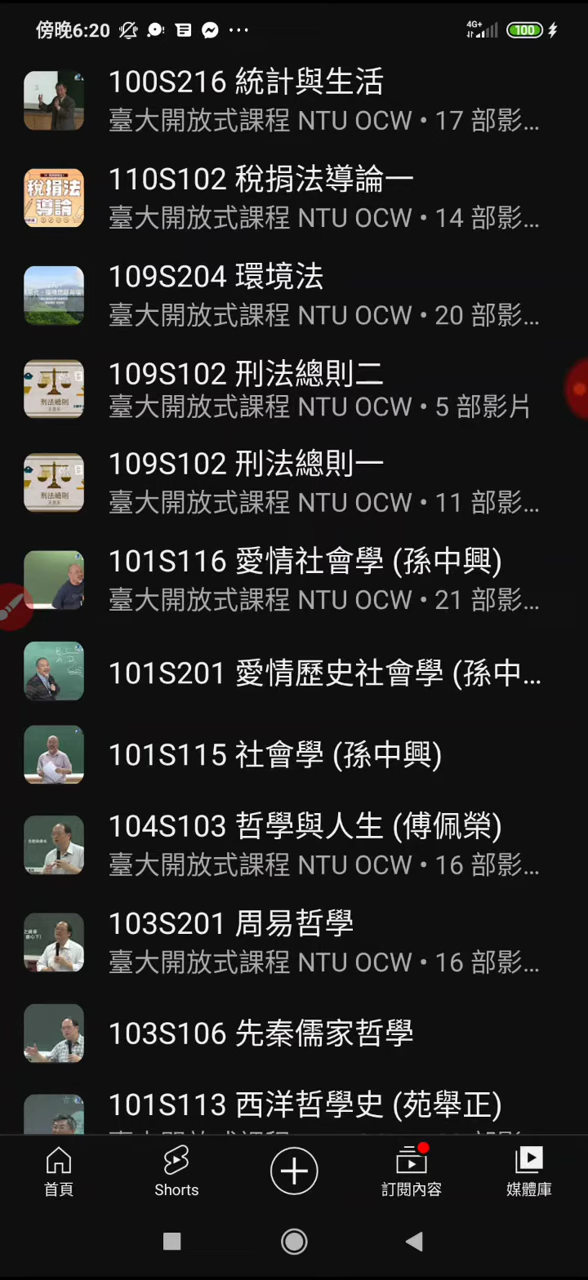 傍晚6:20
4G+
100
100S216 統計與生活
臺大開放式課程 NTU OCW • 17 部影...
稅捐法
導論
110S102 稅捐法導論一
臺大開放式課程 NTU OCW • 14 部影...
109S204 環境法
臺大開放式課程 NTU OCW • 20 部影...
刑法總則
109S102 刑法總則二
臺大開放式課程 NTU OCW • 5 部影片
刑法總則
109S102 刑法總則一
臺大開放式課程 NTU OCW • 11 部影...
101S116 愛情社會學 (孫中興)
臺大開放式課程 NTU OCW • 21 部影...
101S201 愛情歷史社會學 (孫中...
101S115 社會學 (孫中興)
104S103 哲學與人生 (傅佩榮)
臺大開放式課程 NTU OCW • 16 部影...
103S201 周易哲學
臺大開放式課程 NTU OCW • 16 部影...
103S106 先秦儒家哲學
101S113 西洋哲學史 (苑舉正)
首頁
Shorts
訂閱內容
媒體庫